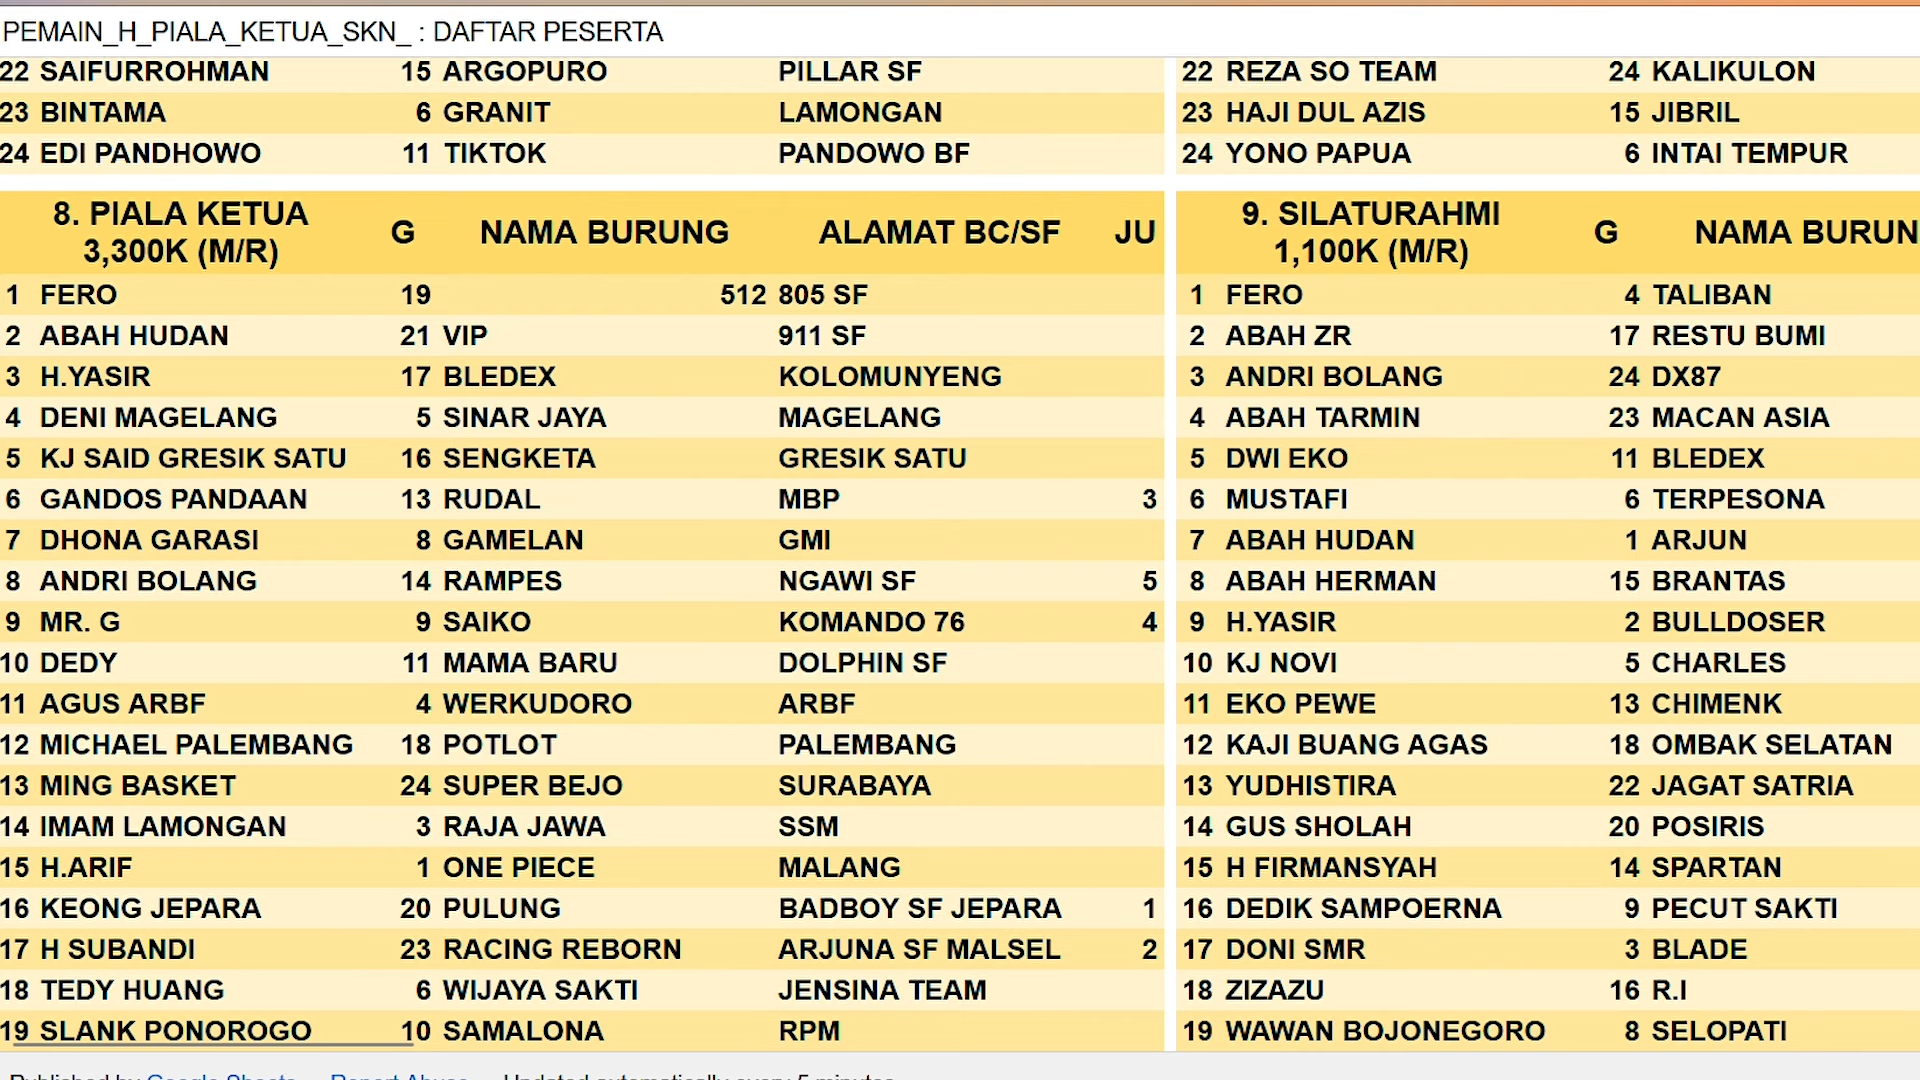 PEMAIN_H_PIALA_KETUA_SKN_ : DAFTAR PESERTA
22 SAIFURROHMAN 15 ARGOPURO PILLAR SF 22 REZA SO TEAM 24 KALIKULON
23 BINTAMA 6 GRANIT LAMONGAN 23 HAJI DUL AZIS 15 JIBRIL
24 EDI PANDHOWO 11 TIKTOK PANDOWO BF 24 YONO PAPUA 6 INTAI TEMPUR
8. PIALA KETUA 3,300K (M/R) G NAMA BURUNG ALAMAT BC/SF JU 9. SILATURAHMI 1,100K (M/R) G NAMA BURUN
1 FERO 19 512 805 SF 1 FERO 4 TALIBAN
2 ABAH HUDAN 21 VIP 911 SF 2 ABAH ZR 17 RESTU BUMI
3 H.YASIR 17 BLEDEX KOLOMUNYENG 3 ANDRI BOLANG 24 DX87
4 DENI MAGELANG 5 SINAR JAYA MAGELANG 4 ABAH TARMIN 23 MACAN ASIA
5 KJ SAID GRESIK SATU 16 SENGKETA GRESIK SATU 5 DWI EKO 11 BLEDEX
6 GANDOS PANDAAN 13 RUDAL MBP 3 6 MUSTAFI 6 TERPESONA
7 DHONA GARASI 8 GAMELAN GMI 7 ABAH HUDAN 1 ARJUN
8 ANDRI BOLANG 14 RAMPES NGAWI SF 5 8 ABAH HERMAN 15 BRANTAS
9 MR. G 9 SAIKO KOMANDO 76 4 9 H.YASIR 2 BULLDOSER
10 DEDY 11 MAMA BARU DOLPHIN SF 10 KJ NOVI 5 CHARLES
11 AGUS ARBF 4 WERKUDORO ARBF 11 EKO PEWE 13 CHIMENK
12 MICHAEL PALEMBANG 18 POTLOT PALEMBANG 12 KAJI BUANG AGAS 18 OMBAK SELATAN
13 MING BASKET 24 SUPER BEJO SURABAYA 13 YUDHISTIRA 22 JAGAT SATRIA
14 IMAM LAMONGAN 3 RAJA JAWA SSM 14 GUS SHOLAH 20 POSIRIS
15 H.ARIF 1 ONE PIECE MALANG 15 H FIRMANSYAH 14 SPARTAN
16 KEONG JEPARA 20 PULUNG BADBOY SF JEPARA 1 16 DEDIK SAMPOERNA 9 PECUT SAKTI
17 H SUBANDI 23 RACING REBORN ARJUNA SF MALSEL 2 17 DONI SMR 3 BLADE
18 TEDY HUANG 6 WIJAYA SAKTI JENSINA TEAM 18 ZIZAZU 16 R.I
19 SLANK PONOROGO 10 SAMALONA RPM 19 WAWAN BOJONEGORO 8 SELOPATI
Published by Google Sheets – Report Abuse – Updated automatically every 5 minutes